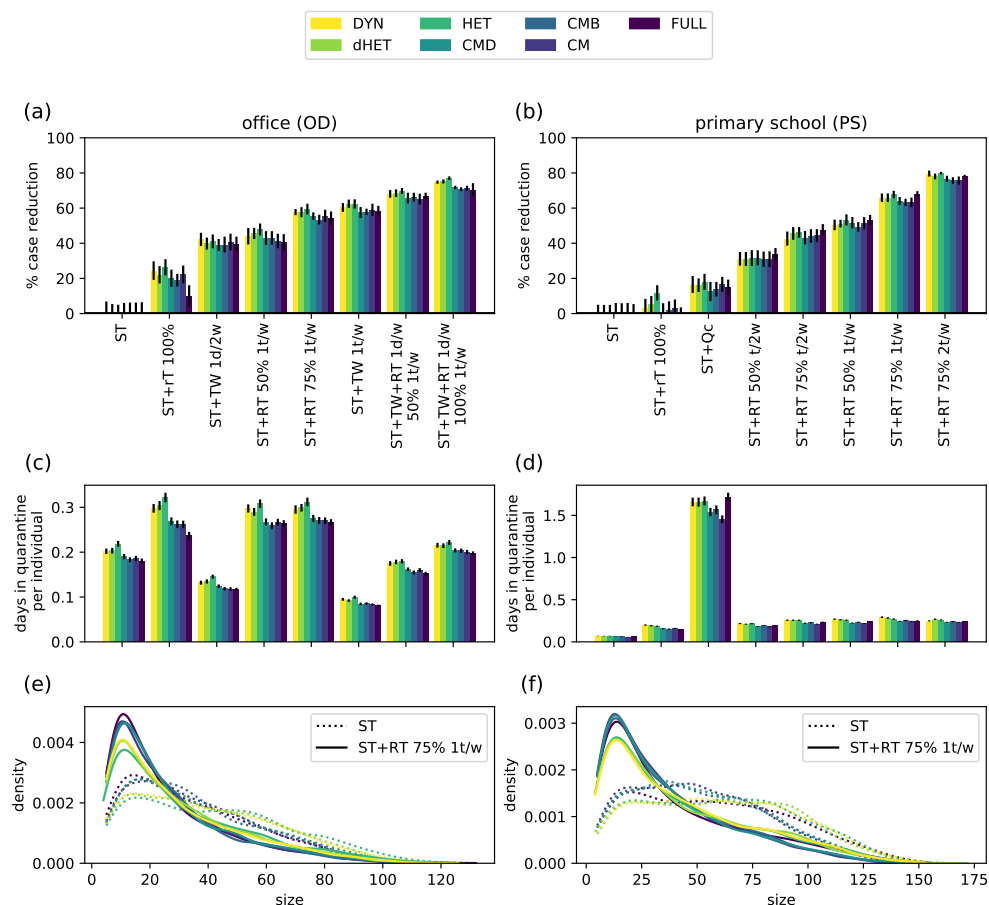 DYN
HET
CMB
FULL
dHET
CMD
CM
(a)
office (OD)
% case reduction
100
80
60
40
20
0
ST
ST+rT 100%
ST+TW 1d/2w
ST+RT 50% 1t/w
ST+RT 75% 1t/w
ST+TW 1t/w
ST+TW+RT 1d/w
50% 1t/w
ST+TW+RT 1d/w
100% 1t/w
(b)
primary school (PS)
% case reduction
100
80
60
40
20
0
ST
ST+rT 100%
ST+Qc
ST+RT 50% t/2w
ST+RT 75% t/2w
ST+RT 50% 1t/w
ST+RT 75% 1t/w
ST+RT 75% 2t/w
(c)
days in quarantine
per individual
0.3
0.2
0.1
0.0
(d)
days in quarantine
per individual
1.5
1.0
0.5
0.0
(e)
density
0.004
0.002
0.000
ST
ST+RT 75% 1t/w
0
20
40
60
80
100
120
size
(f)
density
0.003
0.002
0.001
0.000
ST
ST+RT 75% 1t/w
0
25
50
75
100
125
150
175
size